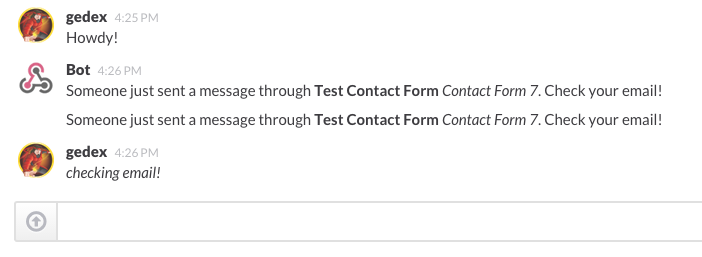 gedex 4:25 PM
Howdy!
Bot 4:26 PM
Someone just sent a message through Test Contact Form Contact Form 7. Check your email!
Someone just sent a message through Test Contact Form Contact Form 7. Check your email!
gedex 4:26 PM
checking email!